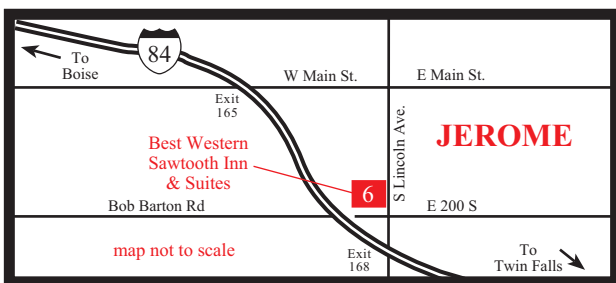 84
To
Boise
W Main St.
E Main St.
Exit
165
S Lincoln Ave.
JEROME
Best Western
Sawtooth Inn
& Suites
6
Bob Barton Rd
E 200 S
map not to scale
Exit
168
To
Twin Falls